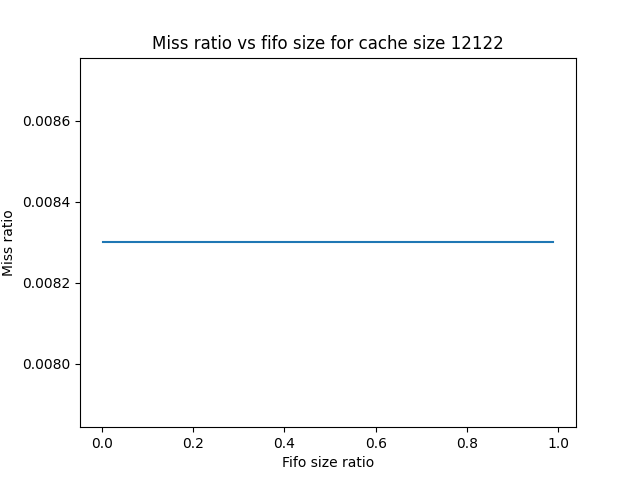 Miss ratio vs fifo size for cache size 12122
0.0086
0.0084
0.0082
0.0080
Miss ratio
0.0 0.2 0.4 0.6 0.8 1.0
Fifo size ratio